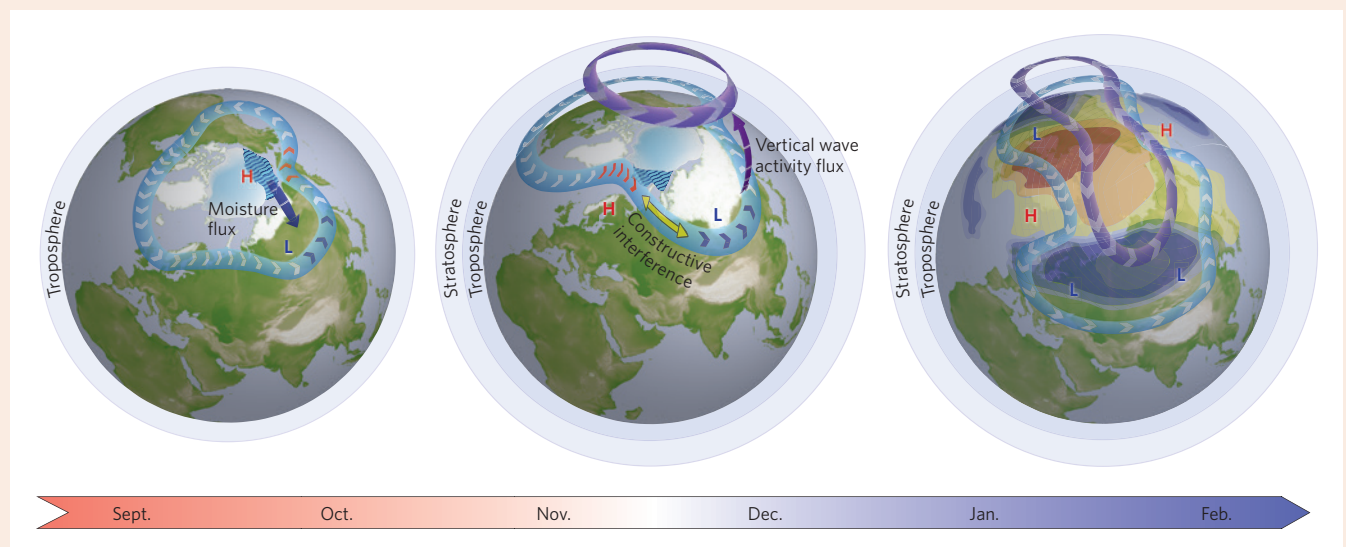 Troposphere
H
Moisture
flux
L
Stratosphere
Troposphere
Vertical wave
activity flux
H
L
Constructive
interference
Stratosphere
Troposphere
L
H
H
L
L
Sept.
Oct.
Nov.
Dec.
Jan.
Feb.